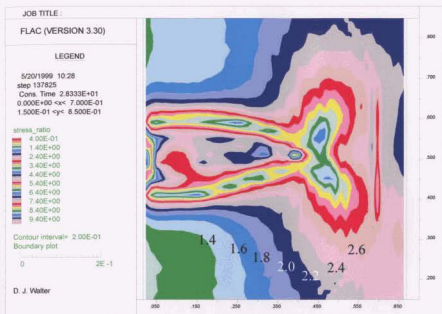 JOB TITLE :
FLAC (VERSION 3.30)
LEGEND
5/20/1999 10:28
step 137825
Cons. Time 2.8333E+01
0.000E+00 <x< 7.000E-01
1.500E-01 <y< 8.500E-01
stress_ratio
4.00E-01
1.40E+00
2.40E+00
3.40E+00
4.40E+00
5.40E+00
6.40E+00
7.40E+00
8.40E+00
9.40E+00
Contour interval= 2.00E-01
Boundary plot
0 2E -1
D. J. Walter
1.4
1.6
1.8
2.0
2.2
2.4
2.6
.800
.700
.600
.500
.400
.300
.200
.050 .150 .250 .350 .450 .550 .650